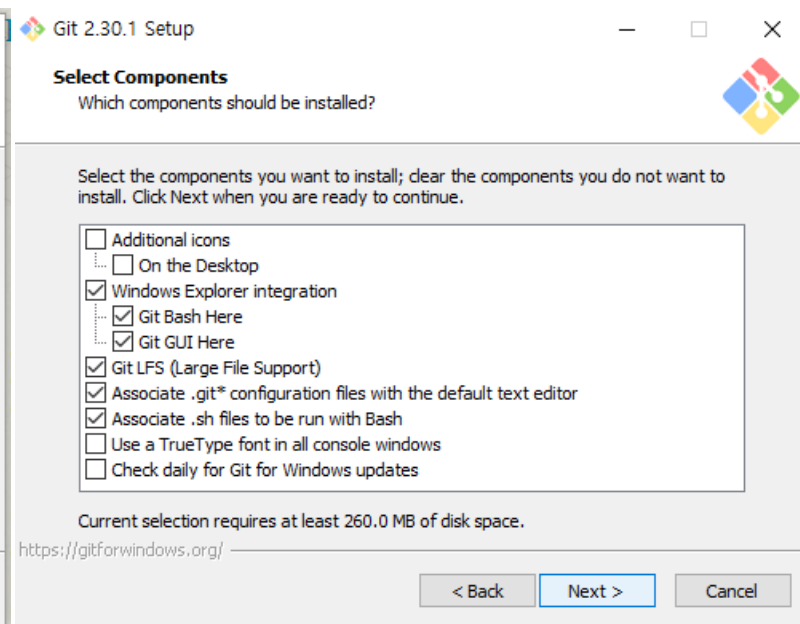 Git 2.30.1 Setup
Select Components
Which components should be installed?
Select the components you want to install; clear the components you do not want to
install. Click Next when you are ready to continue.
Additional icons
On the Desktop
Windows Explorer integration
Git Bash Here
Git GUI Here
Git LFS (Large File Support)
Associate .git* configuration files with the default text editor
Associate .sh files to be run with Bash
Use a TrueType font in all console windows
Check daily for Git for Windows updates
Current selection requires at least 260.0 MB of disk space.
https://gitforwindows.org/
< Back Next > Cancel